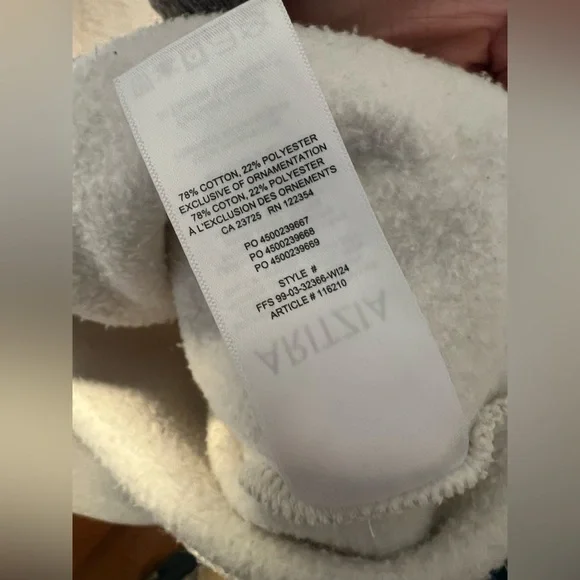 78% COTTON, 22% POLYESTER
EXCLUSIVE OF ORNAMENTATION
78% COTON, 22% POLYESTER
À L'EXCLUSION DES ORNEMENTS
CA 23725 RN 122354
PO 4500239667
PO 4500239668
PO 4500239669
STYLE #
FFS 99-03-32366-WI24
ARTICLE # 116210
ARITZIA